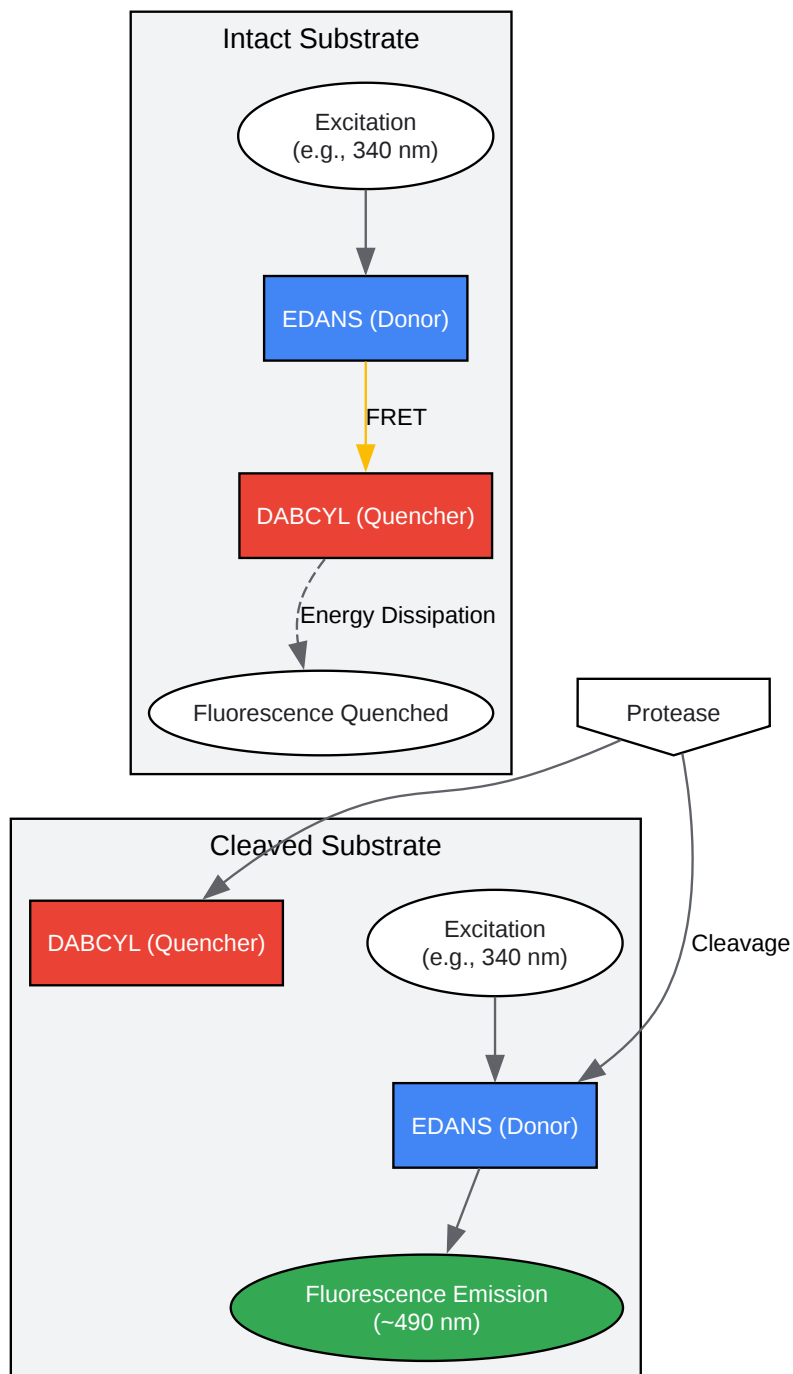 Intact Substrate
Excitation
(e.g., 340 nm)
EDANS (Donor)
FRET
DABCYL (Quencher)
Energy Dissipation
Fluorescence Quenched
Protease
Cleaved Substrate
DABCYL (Quencher)
Excitation
(e.g., 340 nm)
Cleavage
EDANS (Donor)
Fluorescence Emission
(~490 nm)